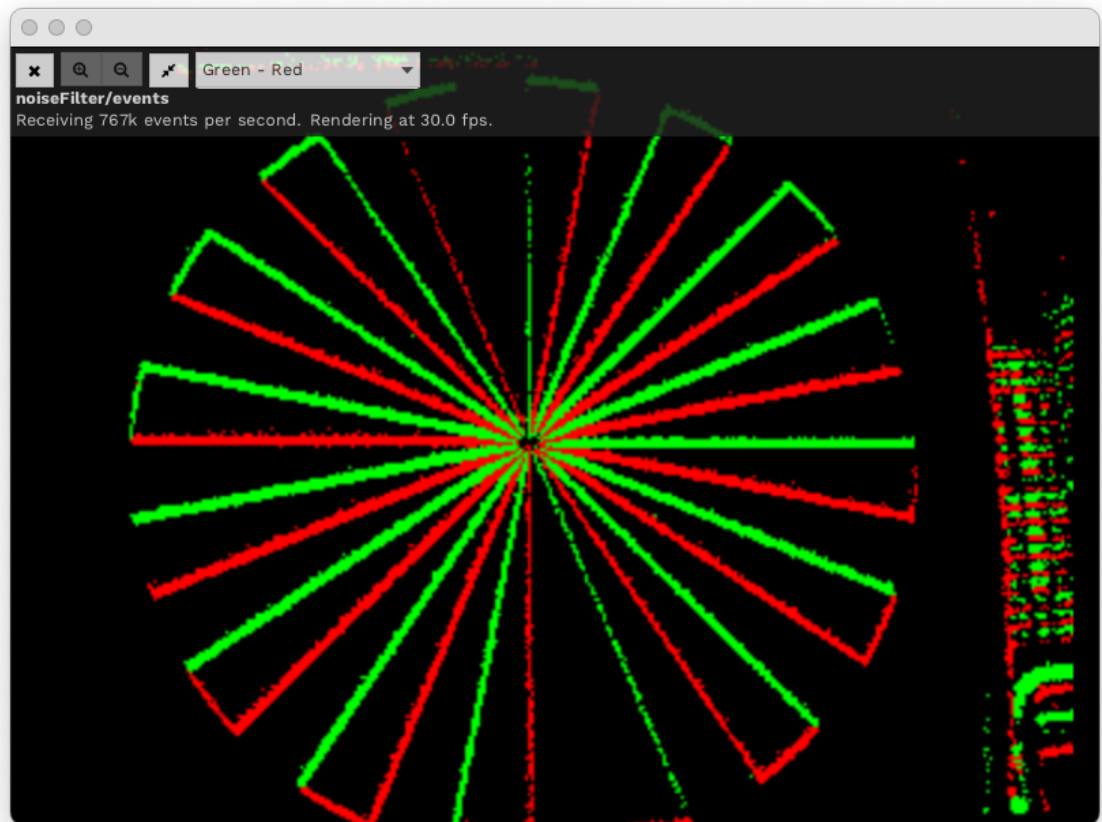 Green - Red
noiseFilter/events
Receiving 767k events per second. Rendering at 30.0 fps.